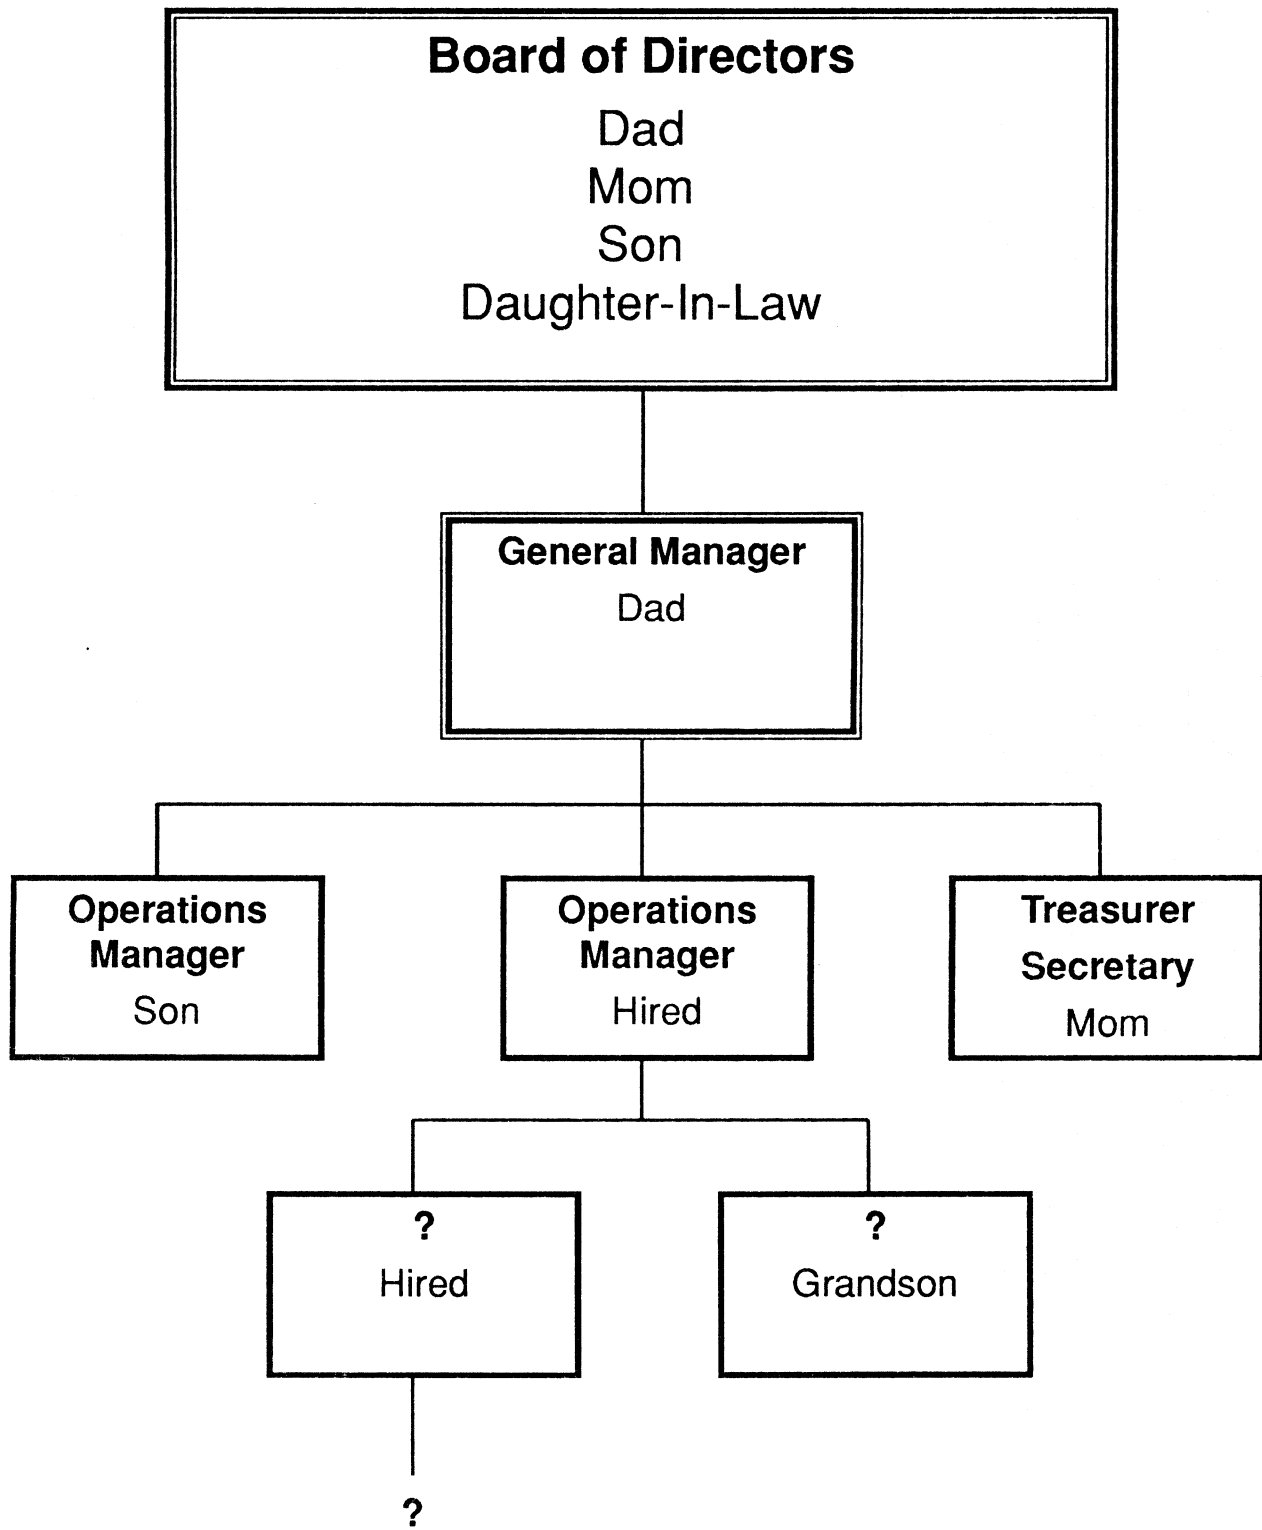 Board of Directors
Dad
Mom
Son
Daughter-In-Law
General Manager
Dad
Operations
Manager
Son
Operations
Manager
Hired
Treasurer
Secretary
Mom
?
Hired
?
Grandson
?